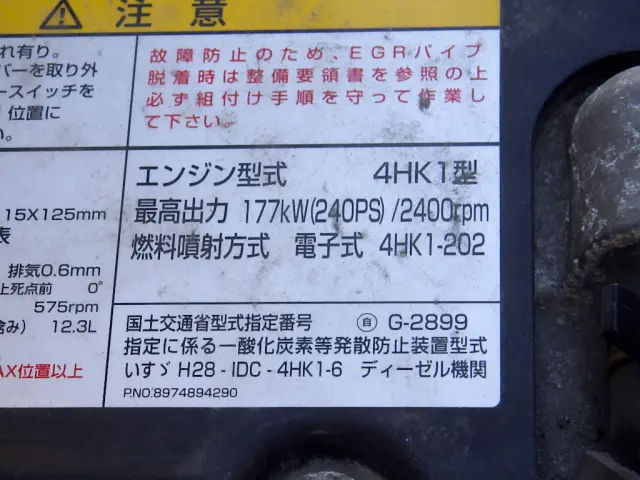 注意
れ有り。
バーを取り外
ースイッチを
位置に
い。
故障防止のため、EGRパイプ
脱着時は整備要領書を参照の上
必ず組付け手順を守って作業し
て下さい。
15X125mm
表
排気0.6mm
上死点前 0°
575rpm
含み) 12.3L
AX位置以上
エンジン型式 4HK1型
最高出力 177kW(240PS)/2400rpm
燃料噴射方式 電子式 4HK1-202
国土交通省型式指定番号 自 G-2899
指定に係る一酸化炭素等発散防止装置型式
いすゞ H28-IDC-4HK1-6 ディーゼル機関
P.NO.8974894290